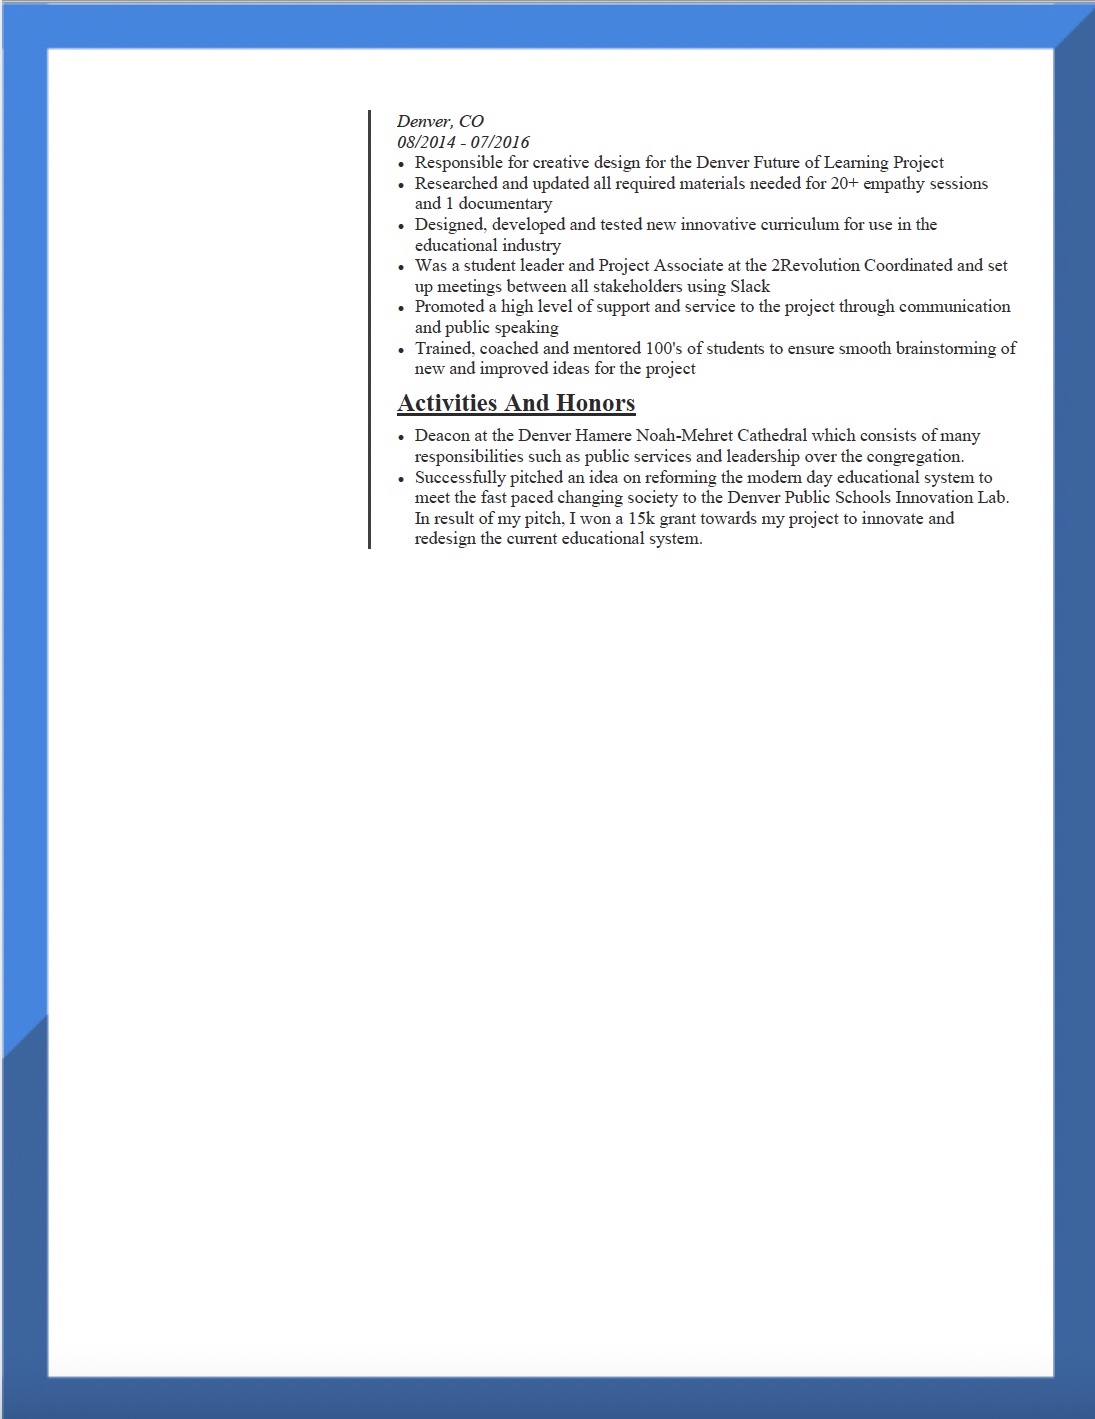 Denver, CO
08/2014 - 07/2016
• Responsible for creative design for the Denver Future of Learning Project
• Researched and updated all required materials needed for 20+ empathy sessions
and 1 documentary
• Designed, developed and tested new innovative curriculum for use in the
educational industry
• Was a student leader and Project Associate at the 2Revolution Coordinated and set
up meetings between all stakeholders using Slack
• Promoted a high level of support and service to the project through communication
and public speaking
• Trained, coached and mentored 100's of students to ensure smooth brainstorming of
new and improved ideas for the project
Activities And Honors
• Deacon at the Denver Hamere Noah-Mehret Cathedral which consists of many
responsibilities such as public services and leadership over the congregation.
• Successfully pitched an idea on reforming the modern day educational system to
meet the fast paced changing society to the Denver Public Schools Innovation Lab.
In result of my pitch, I won a 15k grant towards my project to innovate and
redesign the current educational system.